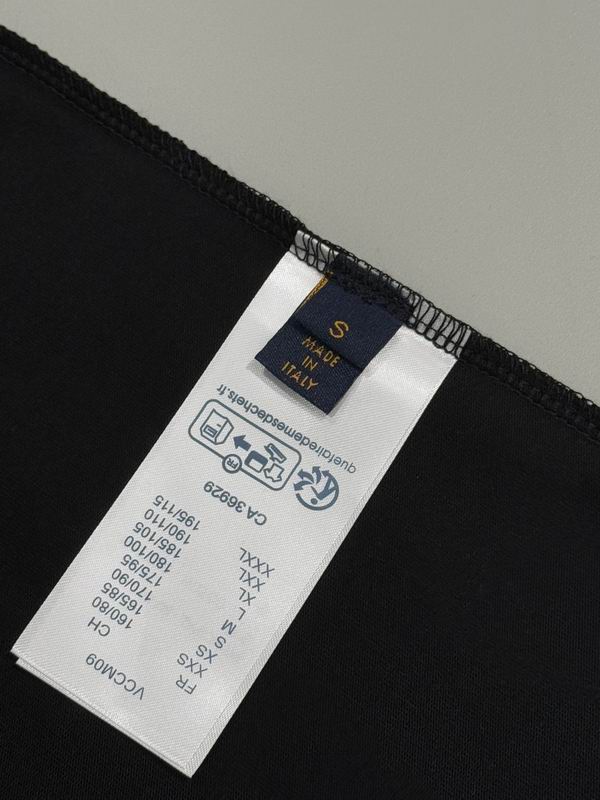 S
MADE
IN
ITALY
VCCM09
FR CH
XXS 160/80
XS 165/85
S 170/90
M 175/95
L 180/100
XL 185/105
XXL 190/110
XXXL 195/115
CA 36929
FR
quefairedemesdechets.fr